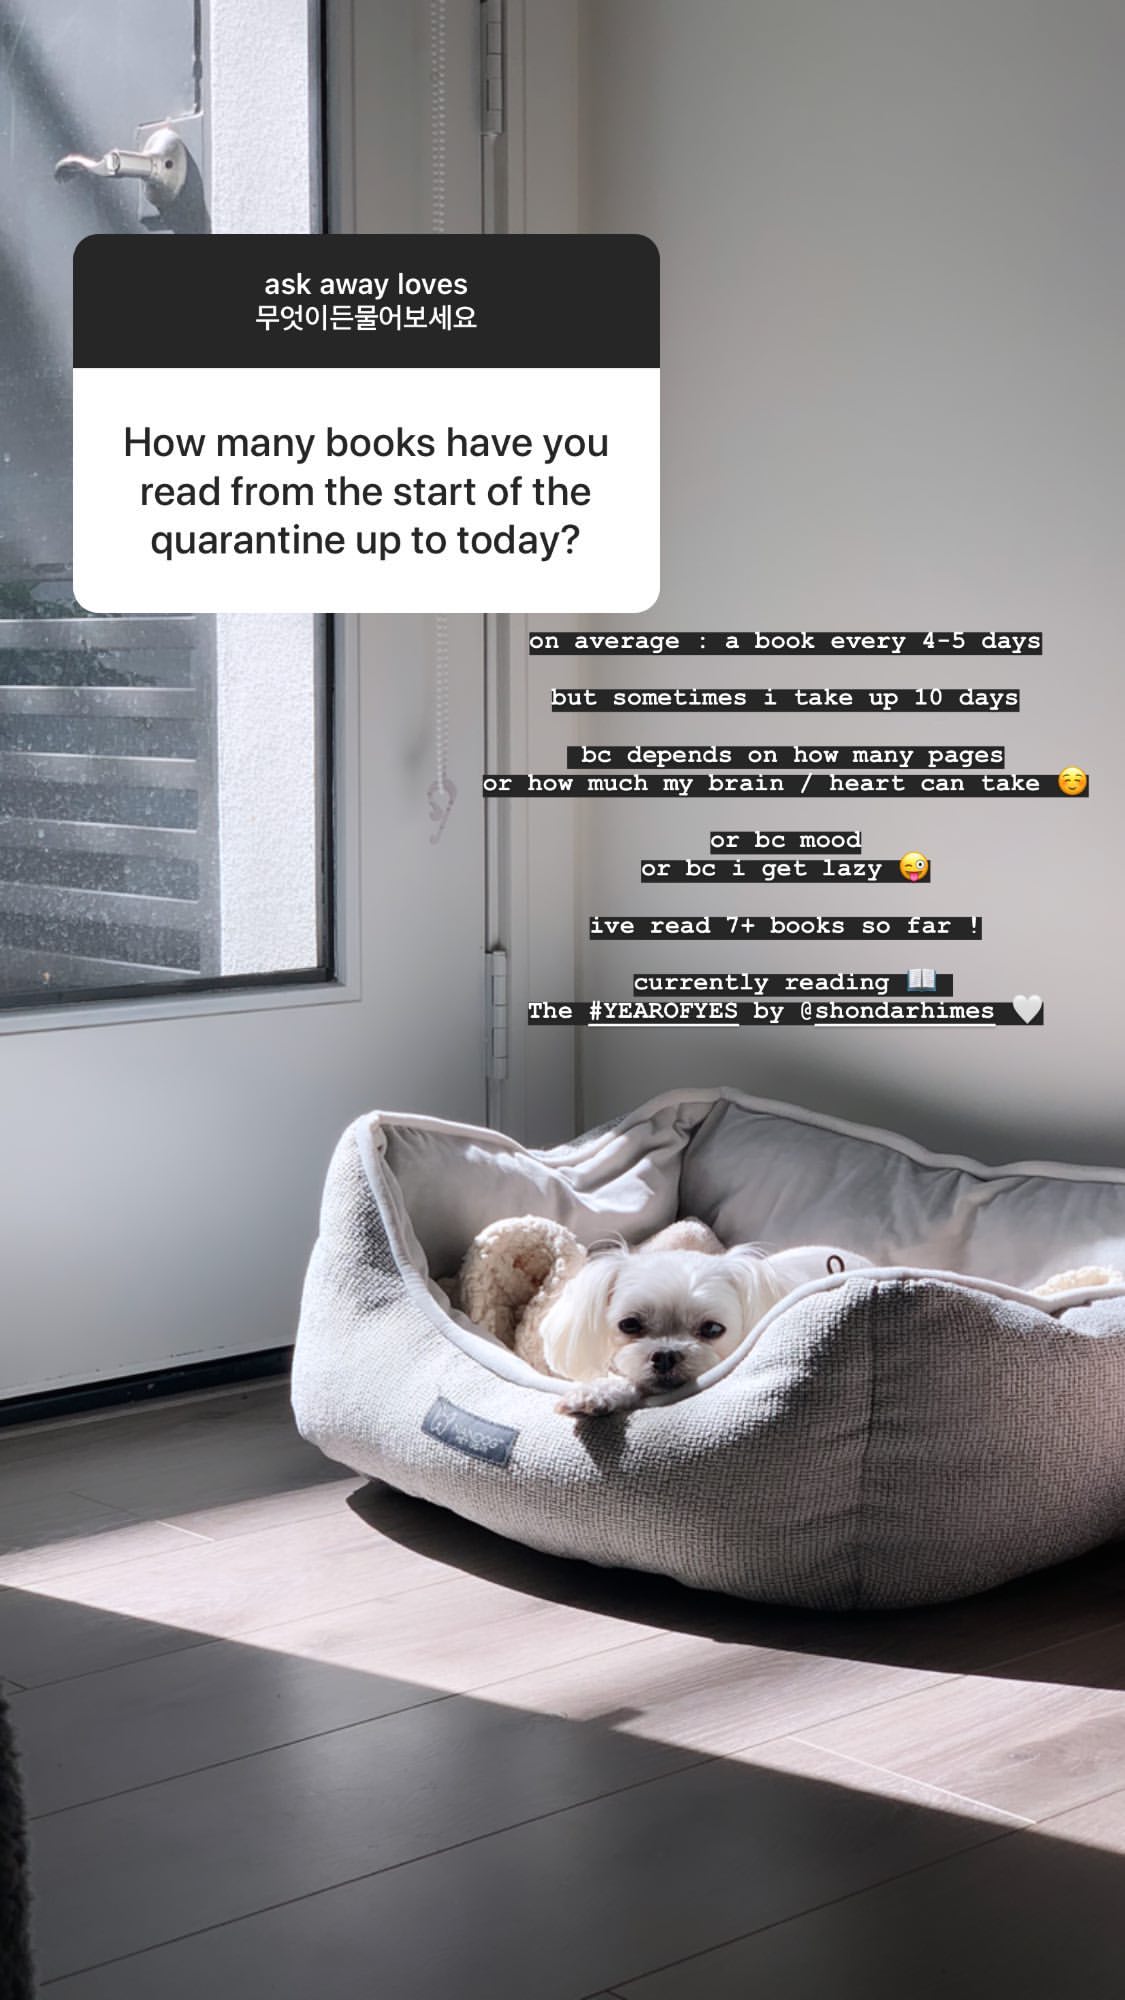 ask away loves
무엇이든물어보세요
How many books have you
read from the start of the
quarantine up to today?
on average : a book every 4-5 days
but sometimes i take up 10 days
bc depends on how many pages
or how much my brain / heart can take ☺️
or bc mood
or bc i get lazy 😜
ive read 7+ books so far !
currently reading 📖
The #YEAROFYES by @shondarhimes 🤍